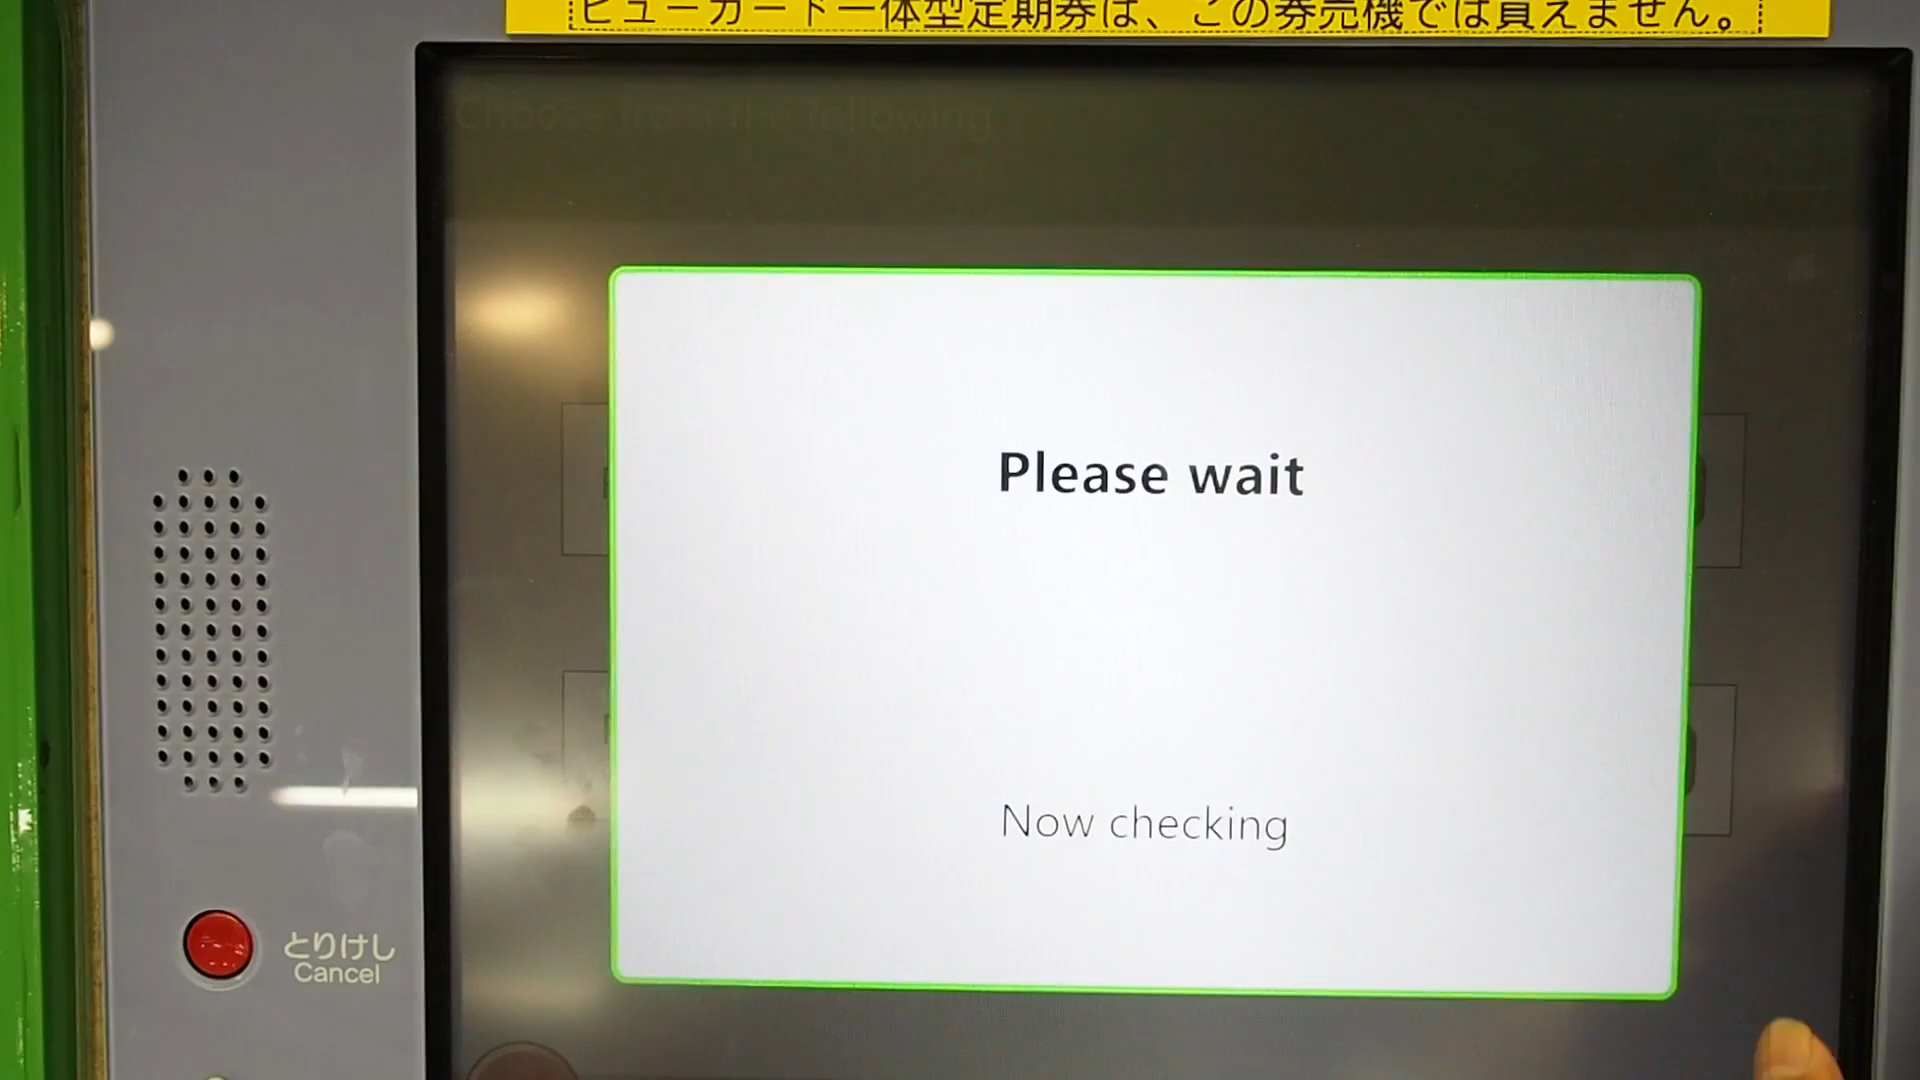 ビューカード一体型定期券は、この券売機では買えません。
Choose from the following
Please wait
Now checking
とりけし
Cancel